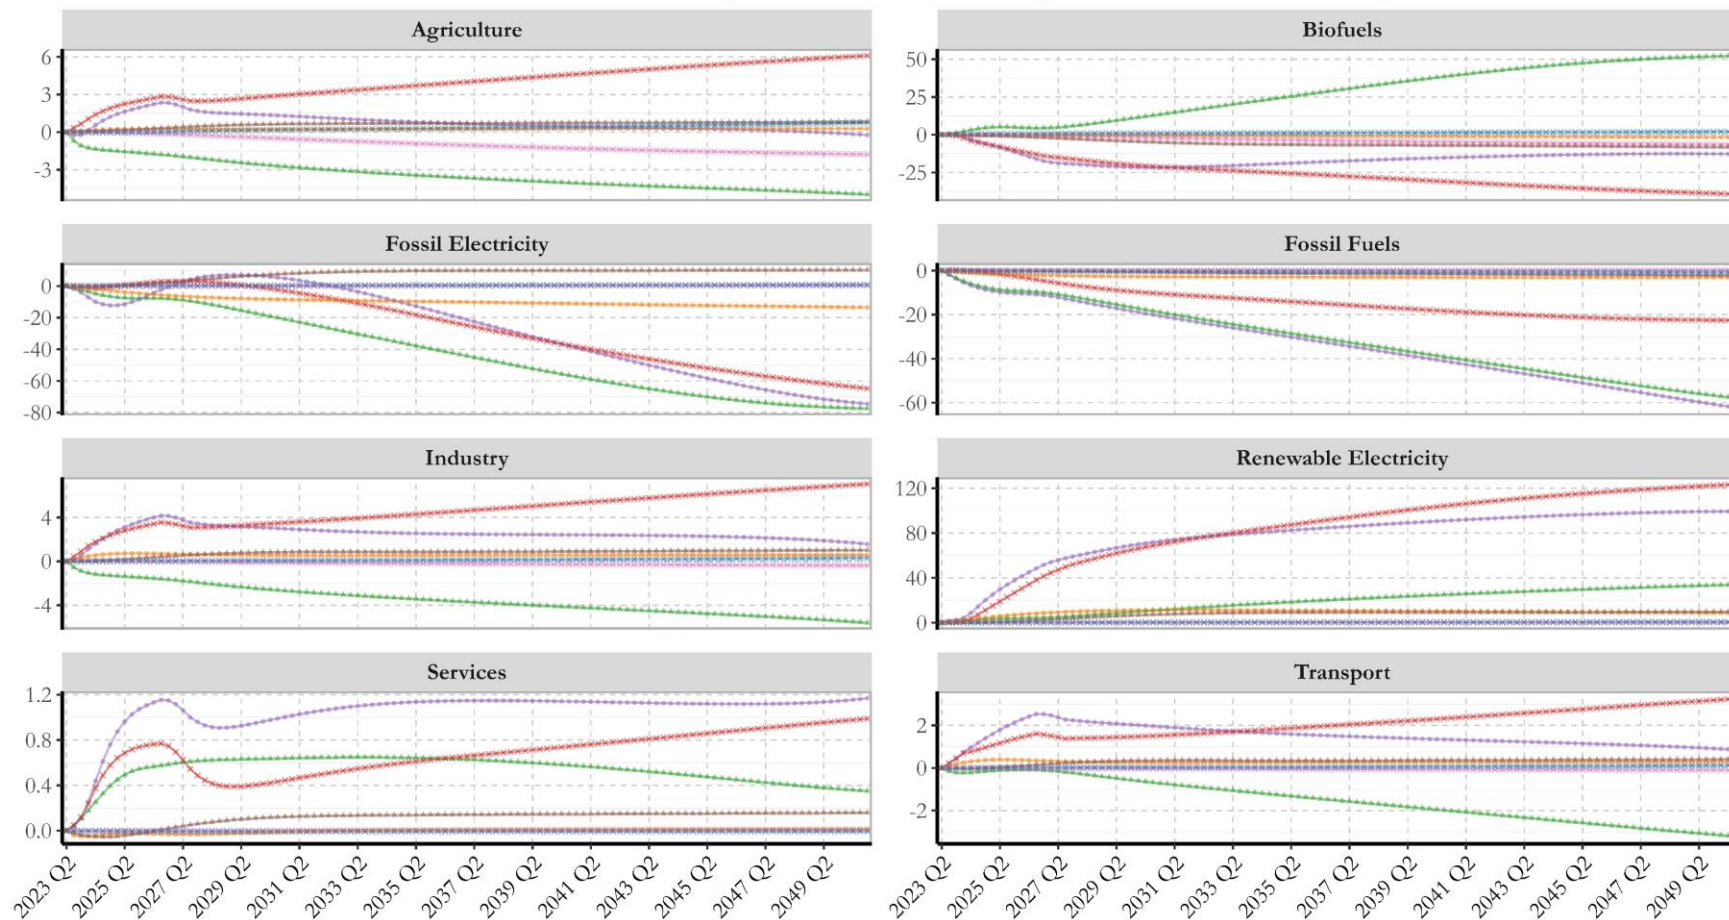 Agriculture
6
3
0
-3
Biofuels
50
25
0
-25
Fossil Electricity
0
-20
-40
-60
-80
Fossil Fuels
0
-20
-40
-60
Industry
4
0
-4
Renewable Electricity
120
80
40
0
Services
1.2
0.8
0.4
0.0
Transport
2
0
-2
2023 Q2
2025 Q2
2027 Q2
2029 Q2
2031 Q2
2033 Q2
2035 Q2
2037 Q2
2039 Q2
2041 Q2
2043 Q2
2045 Q2
2047 Q2
2049 Q2
2023 Q2
2025 Q2
2027 Q2
2029 Q2
2031 Q2
2033 Q2
2035 Q2
2037 Q2
2039 Q2
2041 Q2
2043 Q2
2045 Q2
2047 Q2
2049 Q2